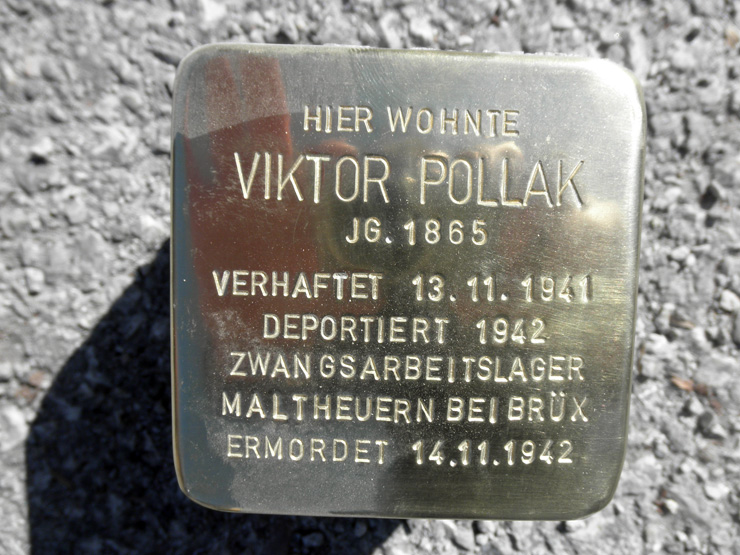 HIER WOHNTE
VIKTOR POLLAK
JG. 1865
VERHAFTET 13.11.1941
DEPORTIERT 1942
ZWANGSARBEITSLAGER
MALTHEUERN BEI BRÜX
ERMORDET 14.11.1942